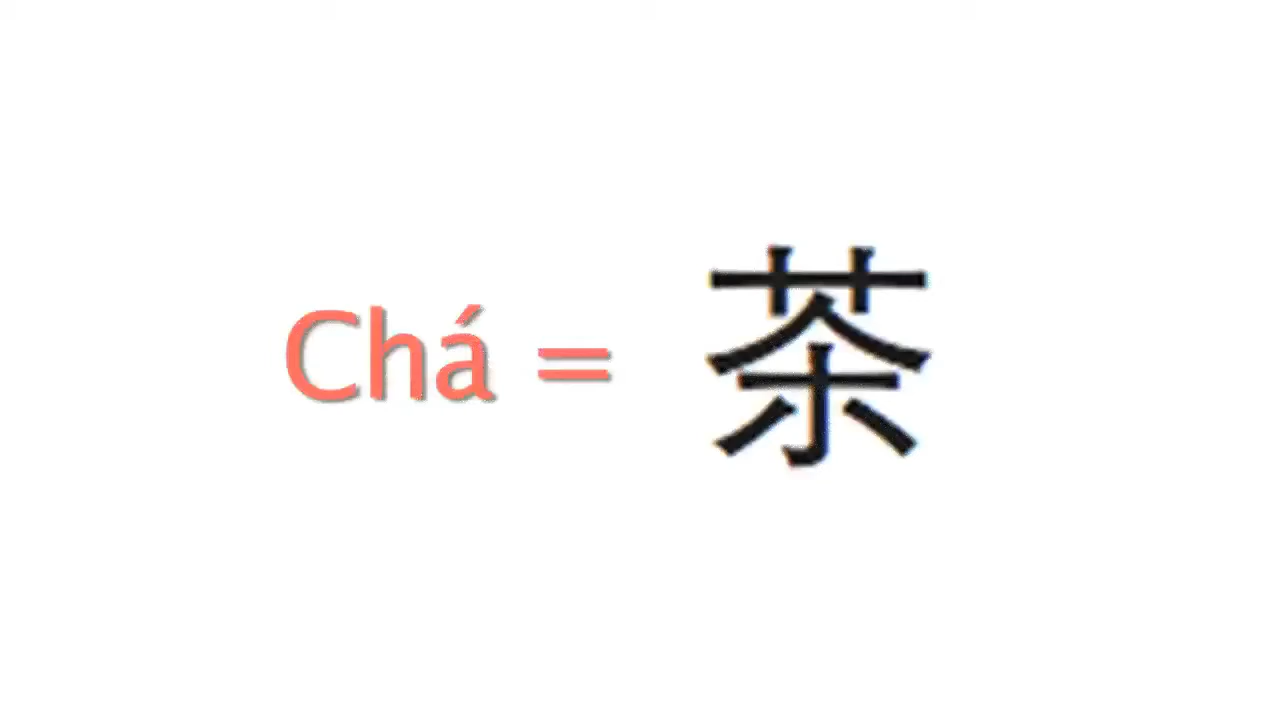 Chá = 茶